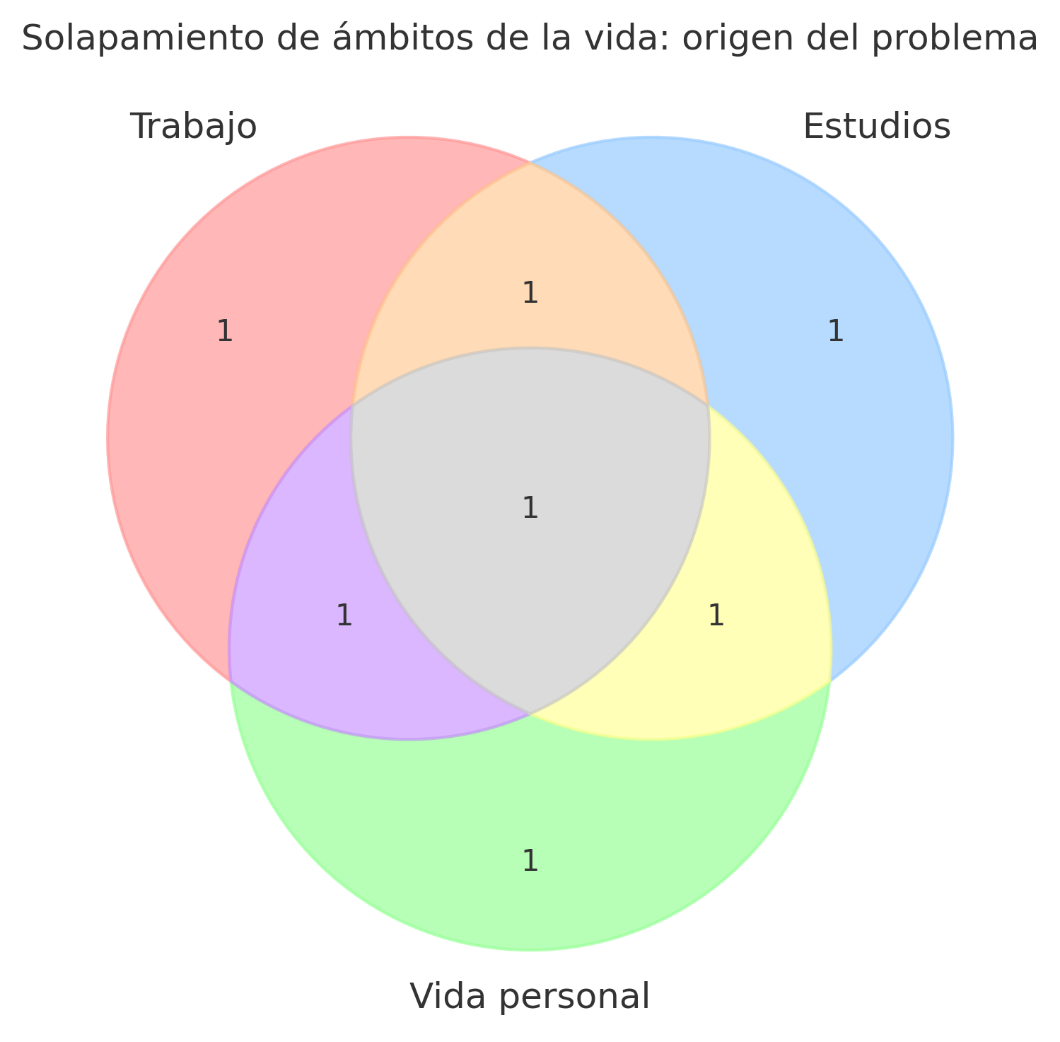 Solapamiento de ámbitos de la vida: origen del problema
Trabajo
Estudios
1
1
1
1
1
1
1
Vida personal